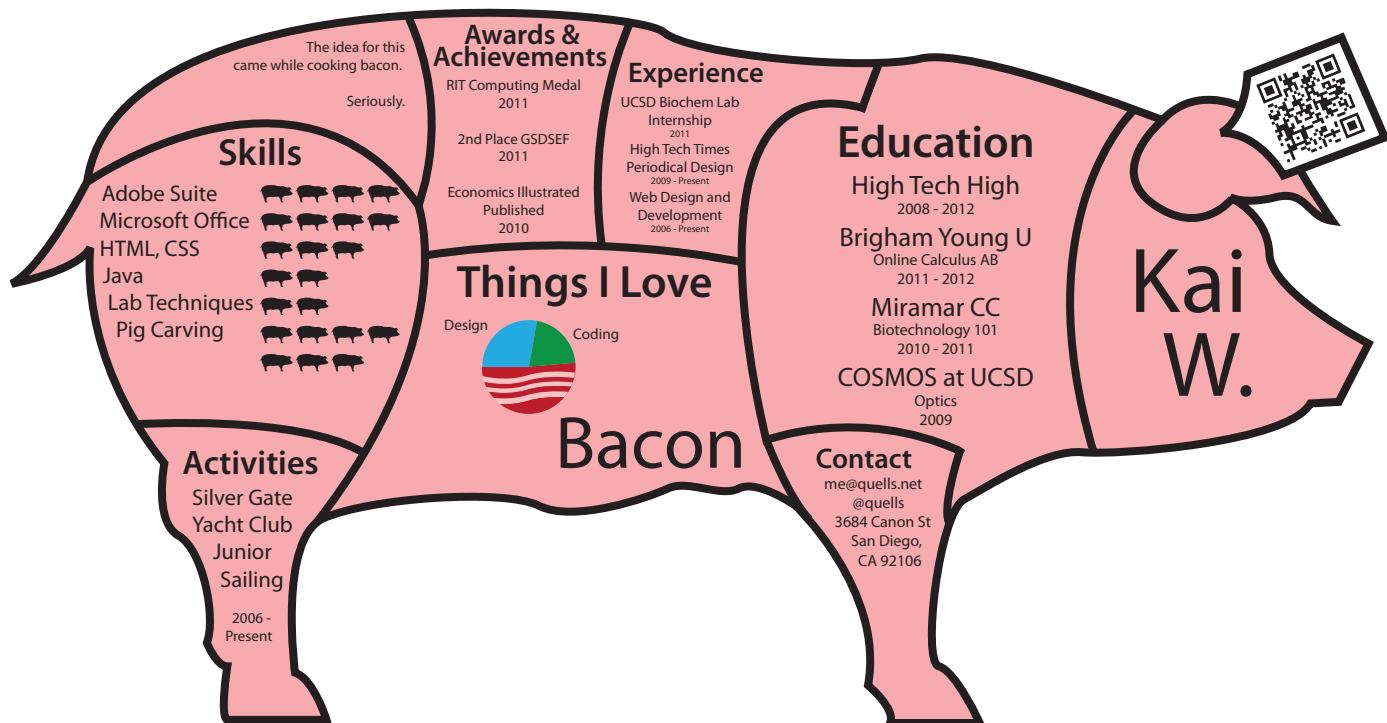 The idea for this
came while cooking bacon.
Seriously.
Skills
Adobe Suite
Microsoft Office
HTML, CSS
Java
Lab Techniques
Pig Carving
Activities
Silver Gate
Yacht Club
Junior
Sailing
2006 -
Present
Awards &
Achievements
RIT Computing Medal
2011
2nd Place GSDSEF
2011
Economics Illustrated
Published
2010
Experience
UCSD Biochem Lab
Internship
2011
High Tech Times
Periodical Design
2009 - Present
Web Design and
Development
2006 - Present
Things I Love
Design
Coding
Bacon
Education
High Tech High
2008 - 2012
Brigham Young U
Online Calculus AB
2011 - 2012
Miramar CC
Biotechnology 101
2010 - 2011
COSMOS at UCSD
Optics
2009
Contact
me@quells.net
@quells
3684 Canon St
San Diego,
CA 92106
Kai
W.